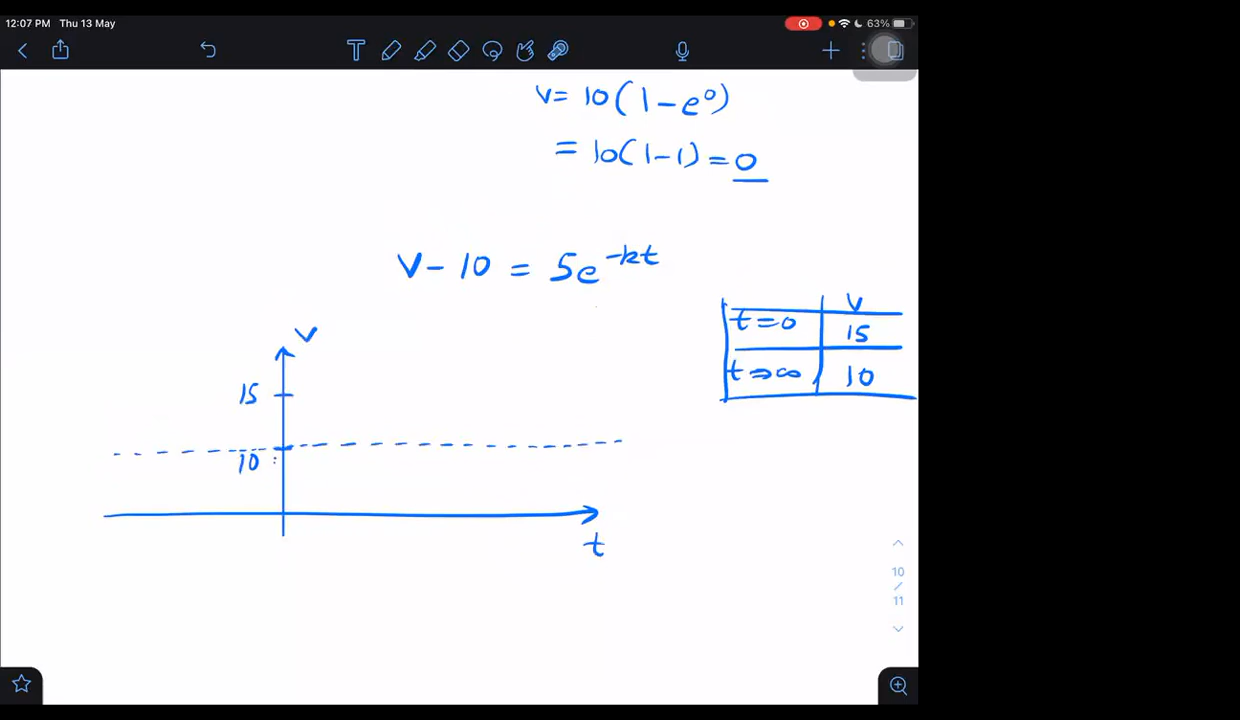 12:07 PM Thu 13 May 63%
T
v = 10(1 - e⁰)
= 10(1-1) = 0
v - 10 = 5e^(-kt)
v
t=0 15
t⇒∞ 10
v
15
10
t
10
/
11